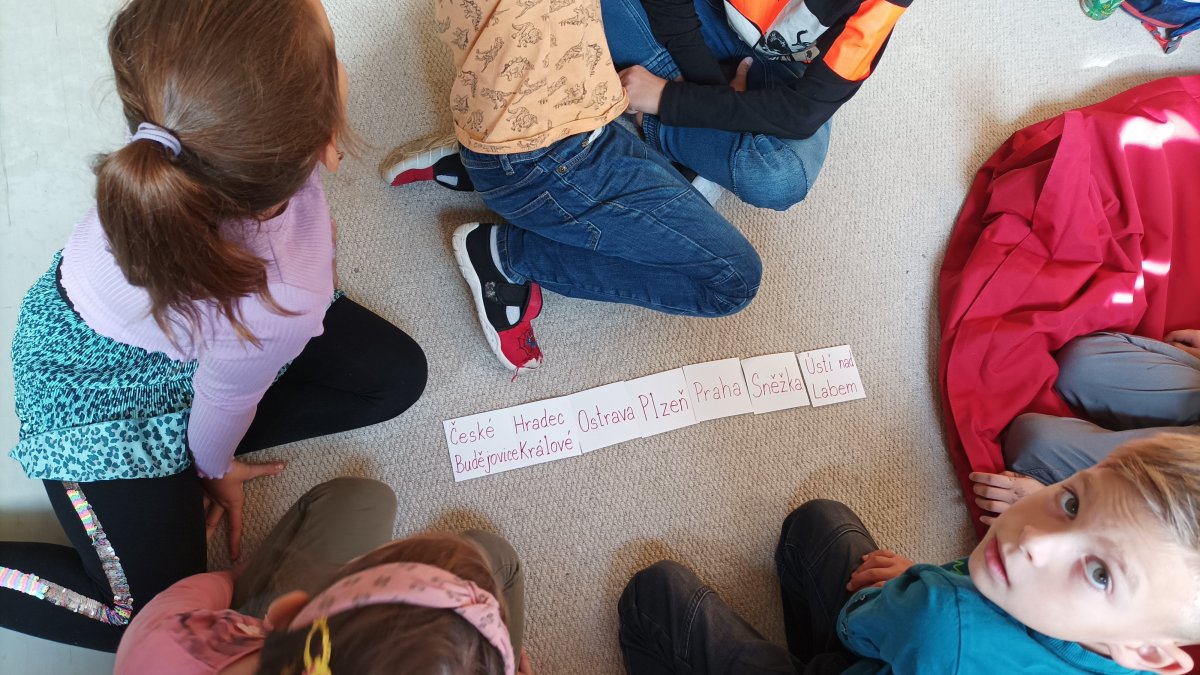 České
Budějovice
Hradec
Králové
Ostrava
Plzeň
Praha
Sněžka
Ústí nad
Labem